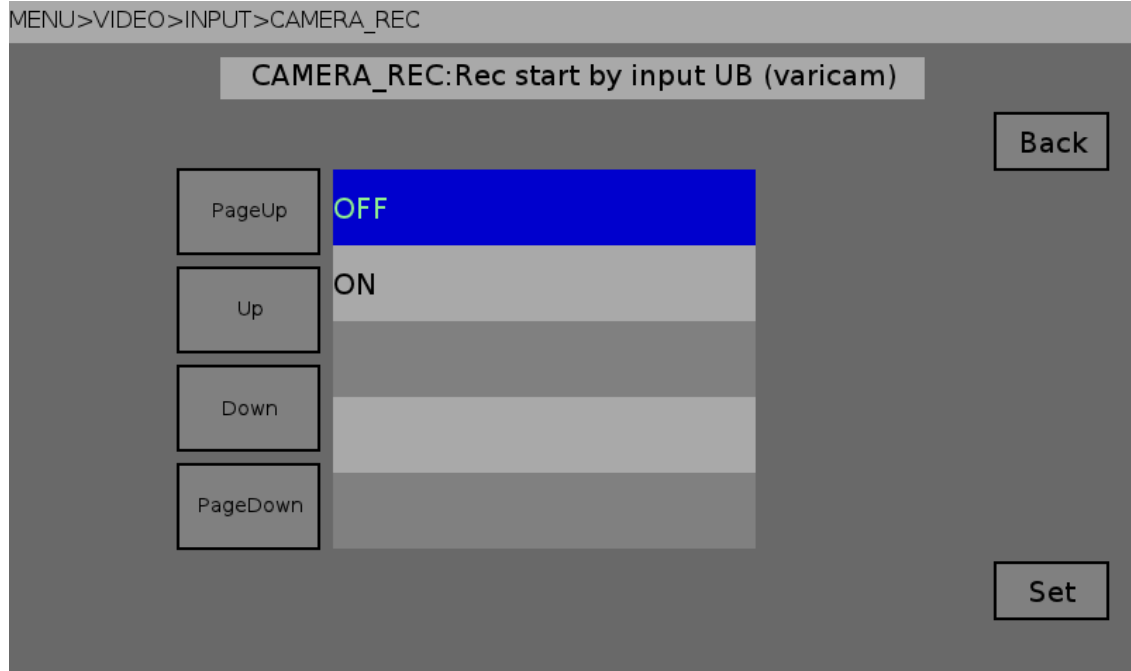 MENU>VIDEO>INPUT>CAMERA_REC
CAMERA_REC:Rec start by input UB (varicam)
Back
PageUp
OFF
ON
Up
Down
PageDown
Set